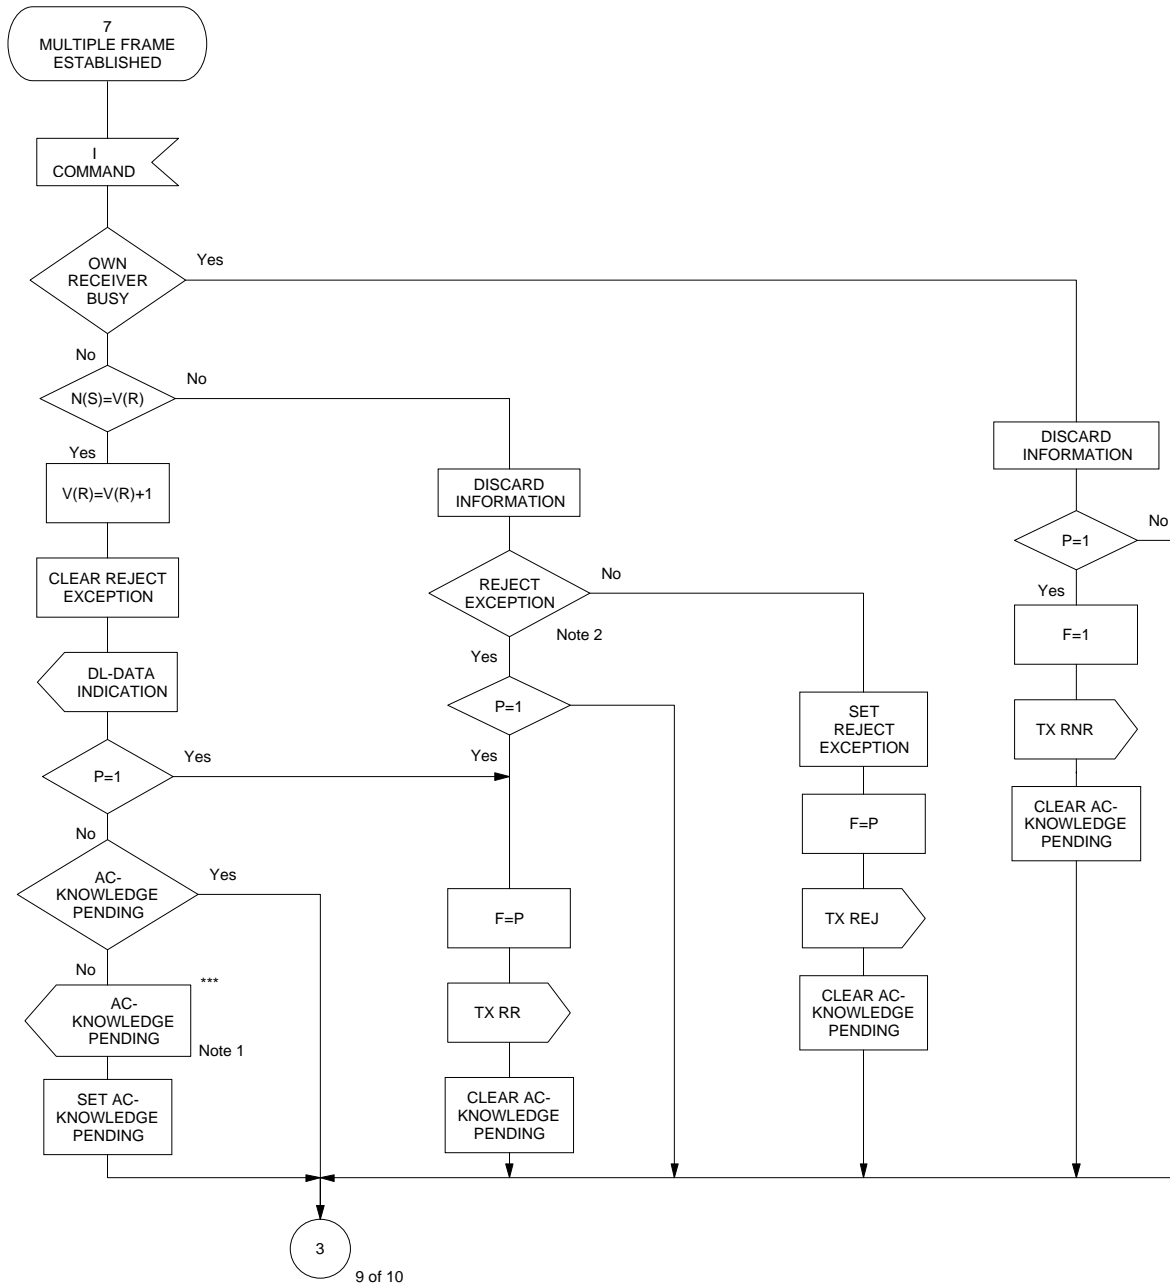 7
MULTIPLE FRAME
ESTABLISHED
I
COMMAND
OWN
RECEIVER
BUSY
Yes
No
N(S)=V(R)
No
Yes
V(R)=V(R)+1
CLEAR REJECT
EXCEPTION
DL-DATA
INDICATION
P=1
Yes
No
AC-
KNOWLEDGE
PENDING
Yes
No
AC-
KNOWLEDGE
PENDING
***
Note 1
SET AC-
KNOWLEDGE
PENDING
DISCARD
INFORMATION
REJECT
EXCEPTION
No
Note 2
Yes
P=1
Yes
F=P
TX RR
CLEAR AC-
KNOWLEDGE
PENDING
SET
REJECT
EXCEPTION
F=P
TX REJ
CLEAR AC-
KNOWLEDGE
PENDING
DISCARD
INFORMATION
P=1
No
Yes
F=1
TX RNR
CLEAR AC-
KNOWLEDGE
PENDING
3
9 of 10